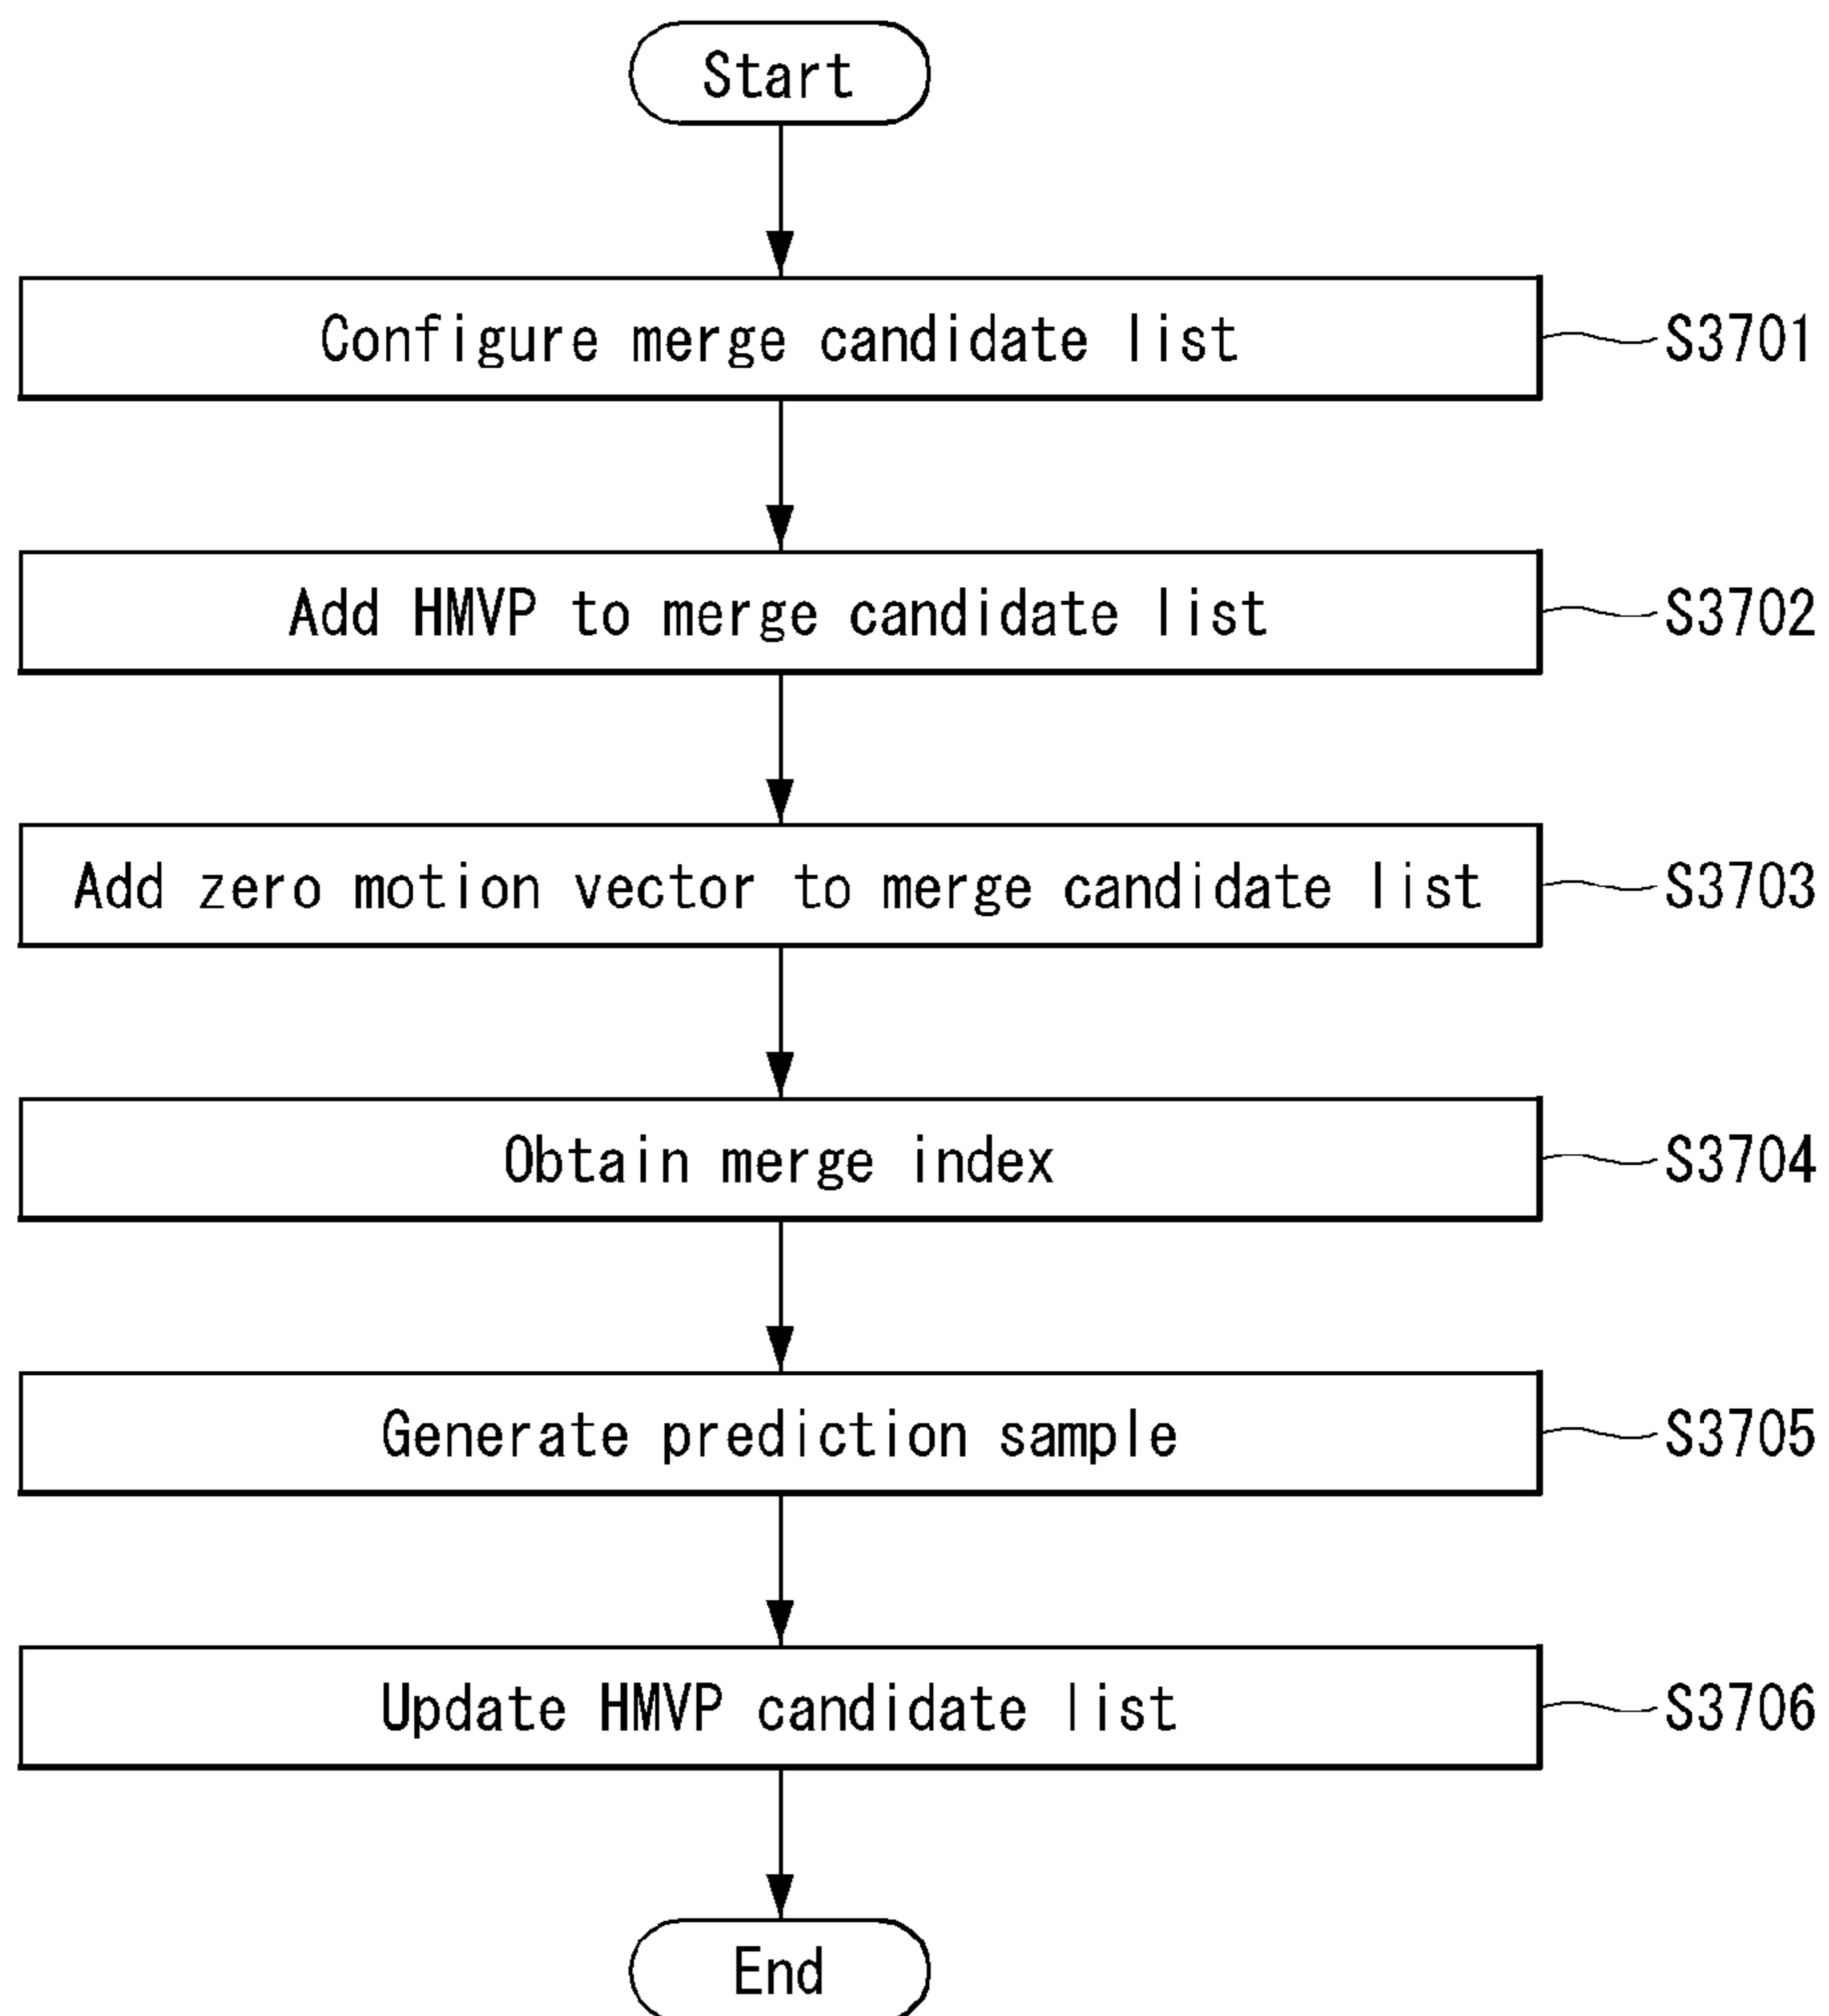 Start
Configure merge candidate list
S3701
Add HMVP to merge candidate list
S3702
Add zero motion vector to merge candidate list
S3703
Obtain merge index
S3704
Generate prediction sample
S3705
Update HMVP candidate list
S3706
End